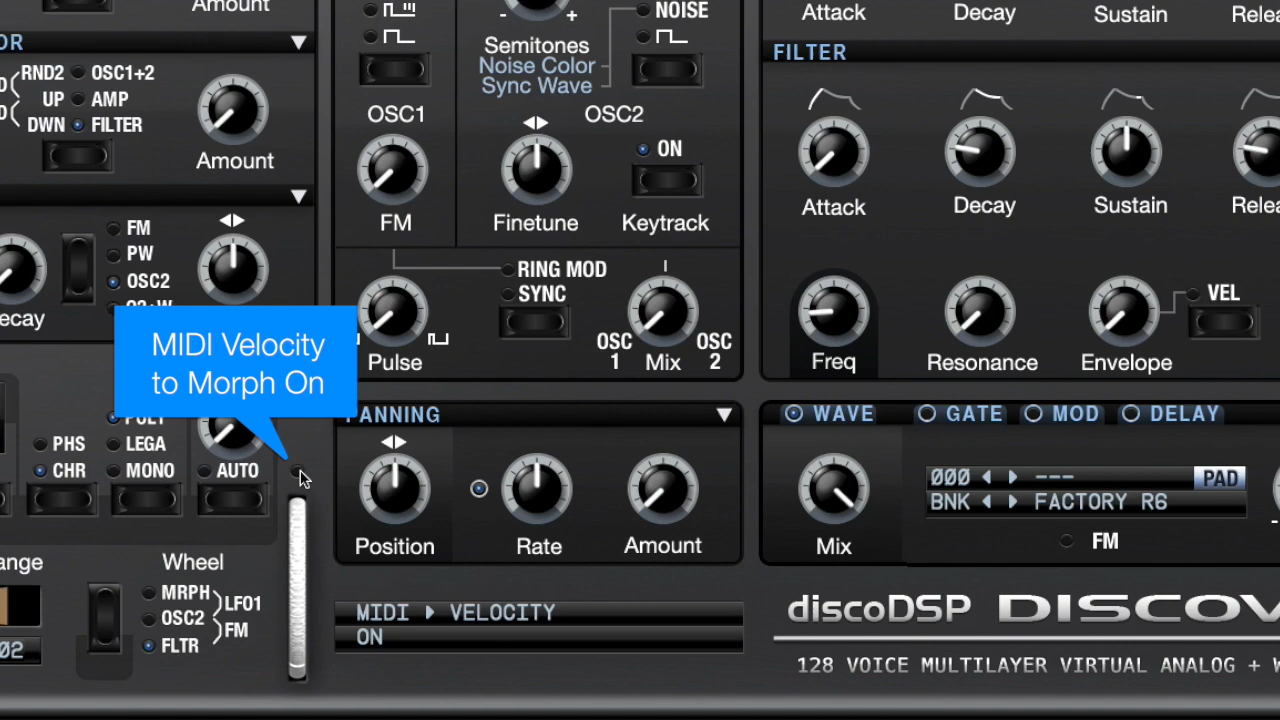 Amount
NOISE
Attack
Decay
Sustain
Semitones
Noise Color
Sync Wave
OR
FILTER
RND2
OSC1+2
UP
AMP
DWN
FILTER
Amount
OSC1
OSC2
ON
FM
Finetune
Keytrack
Attack
Decay
Sustain
FM
PW
OSC2
RING MOD
SYNC
OSC
1
Mix
OSC
2
Pulse
VEL
Freq
Resonance
Envelope
MIDI Velocity
to Morph On
PANNING
WAVE
GATE
MOD
DELAY
POLY
PHS
LEGA
CHR
MONO
AUTO
000
---
PAD
BNK
FACTORY R6
Position
Rate
Amount
Mix
FM
Wheel
MRPH
OSC2
FLTR
LFO1
FM
02
MIDI ▸ VELOCITY
ON
discoDSP DISCOV
128 VOICE MULTILAYER VIRTUAL ANALOG + W